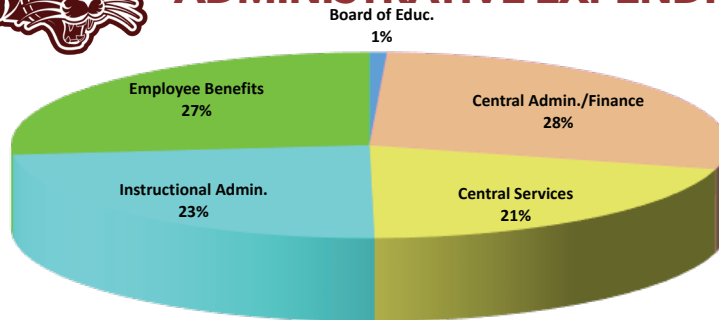 Board of Educ.
1%
Employee Benefits
27%
Central Admin./Finance
28%
Instructional Admin.
23%
Central Services
21%